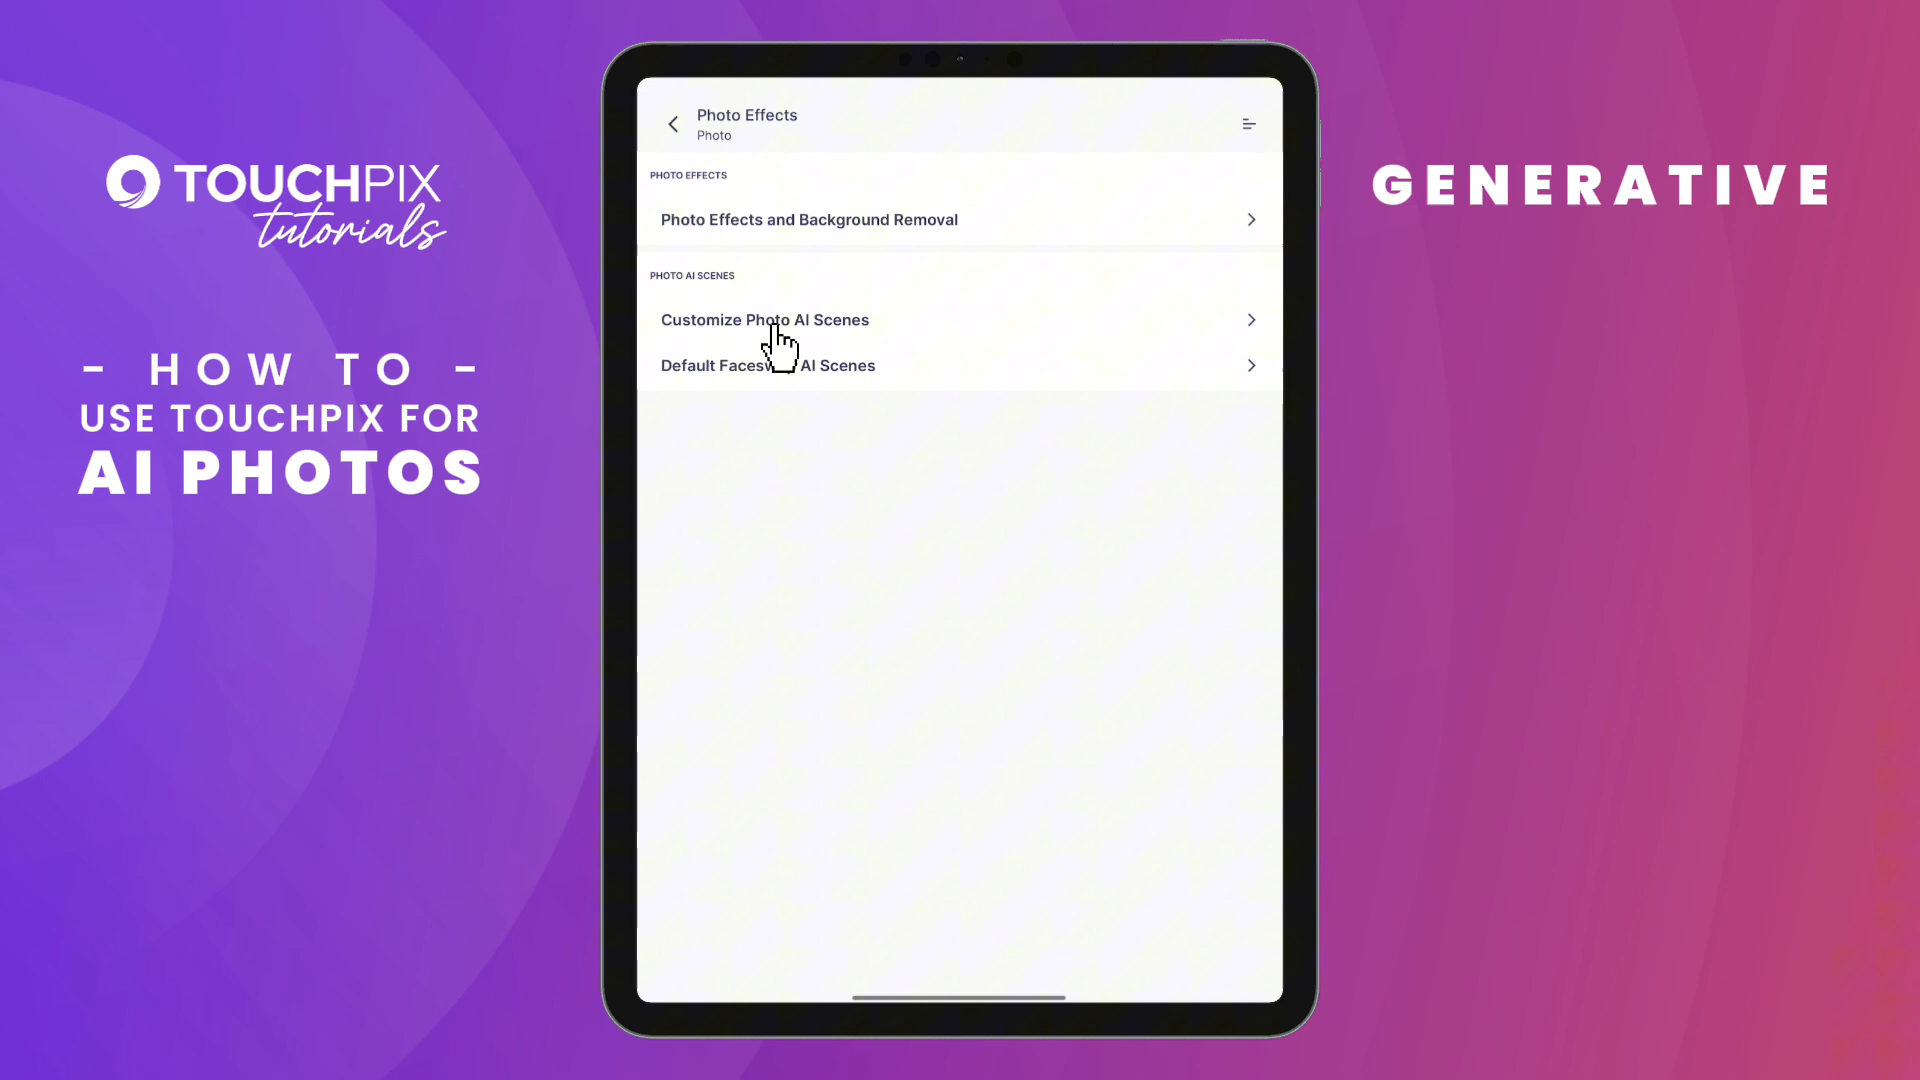 TOUCHPIX
tutorials
- HOW TO -
USE TOUCHPIX FOR
AI PHOTOS
Photo Effects
Photo
PHOTO EFFECTS
Photo Effects and Background Removal
PHOTO AI SCENES
Customize Photo AI Scenes
Default Faces AI Scenes
GENERATIVE